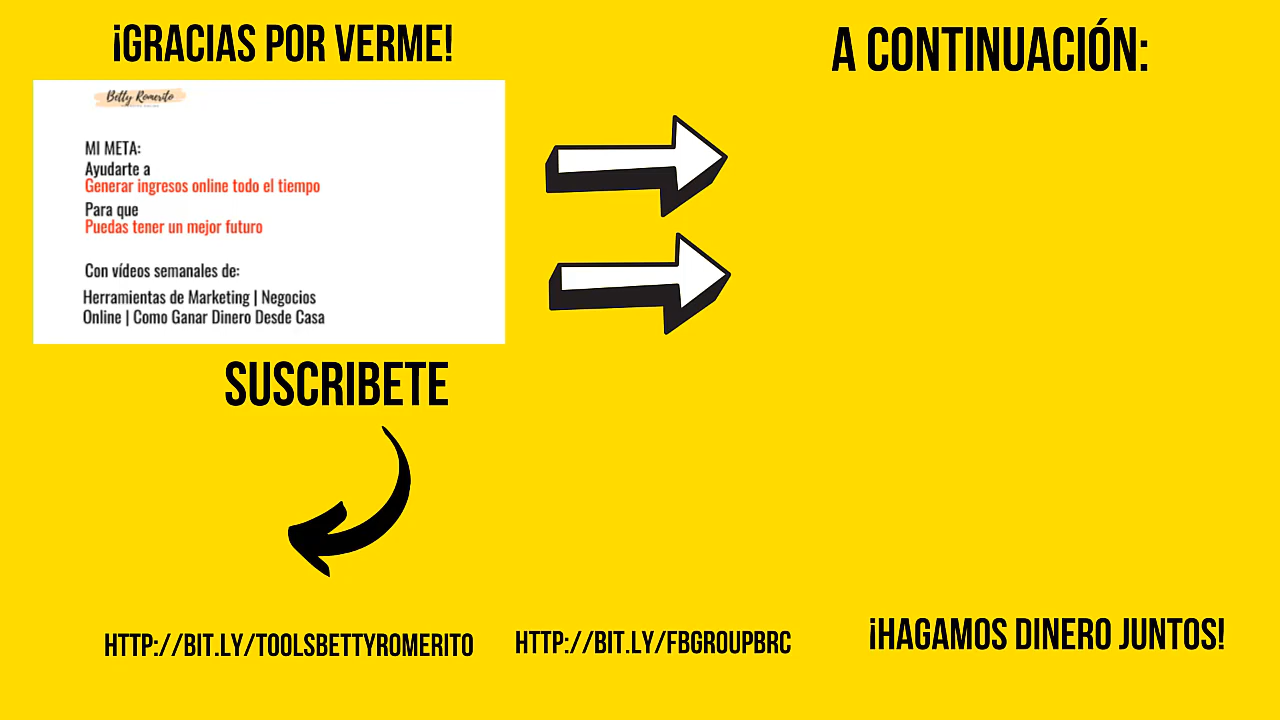 ¡GRACIAS POR VERME!
A CONTINUACIÓN:
Betty Romerito
MI META:
Ayudarte a
Generar ingresos online todo el tiempo
Para que
Puedas tener un mejor futuro
Con vídeos semanales de:
Herramientas de Marketing | Negocios
Online | Como Ganar Dinero Desde Casa
SUSCRIBETE
HTTP://BIT.LY/TOOLSBETTYROMERITO
HTTP://BIT.LY/FBGROUPBRC
¡HAGAMOS DINERO JUNTOS!